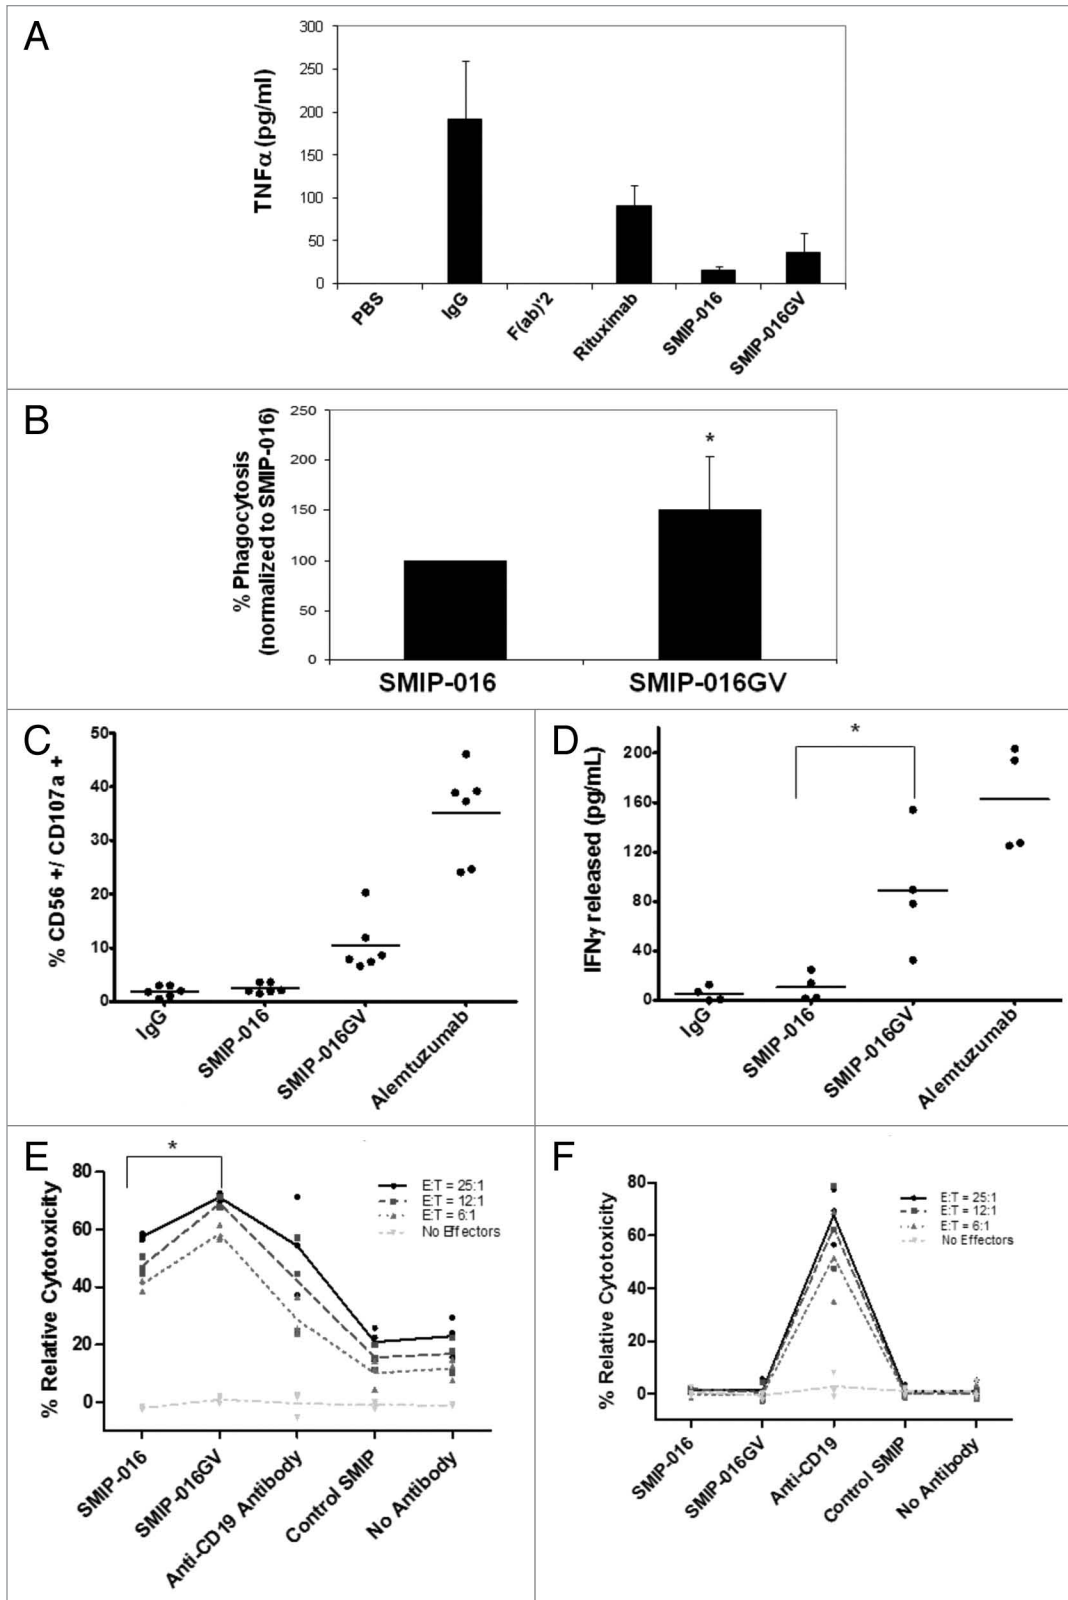 A
TNFα (pg/ml)
300
250
200
150
100
50
0
PBS
IgG
F(ab)'2
Rituximab
SMIP-016
SMIP-016GV
B
% Phagocytosis
(normalized to SMIP-016)
250
200
150
100
50
0
*
SMIP-016
SMIP-016GV
C
% CD56 +/ CD107a +
50
40
30
20
10
0
IgG
SMIP-016
SMIP-016GV
Alemtuzumab
D
IFNγ released (pg/mL)
200
160
120
80
40
0
*
IgG
SMIP-016
SMIP-016GV
Alemtuzumab
E
% Relative Cytotoxicity
80
60
40
20
0
*
E:T = 25:1
E:T = 12:1
E:T = 6:1
No Effectors
SMIP-016
SMIP-016GV
Anti-CD19 Antibody
Control SMIP
No Antibody
F
% Relative Cytotoxicity
80
60
40
20
0
E:T = 25:1
E:T = 12:1
E:T = 6:1
No Effectors
SMIP-016
SMIP-016GV
Anti-CD19
Control SMIP
No Antibody